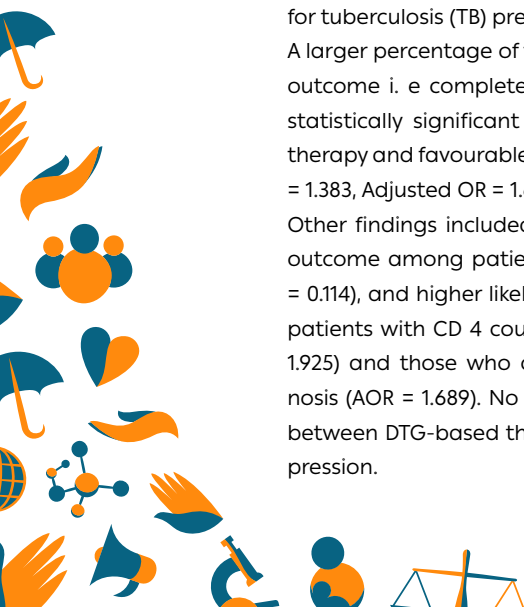 for tuberculosis (TB) pre
A larger percentage of
outcome i. e complete
statistically significant
therapy and favourable
= 1.383, Adjusted OR = 1.
Other findings included
outcome among patie
= 0.114), and higher likel
patients with CD 4 cou
1.925) and those who
nosis (AOR = 1.689). No
between DTG-based th
pression.